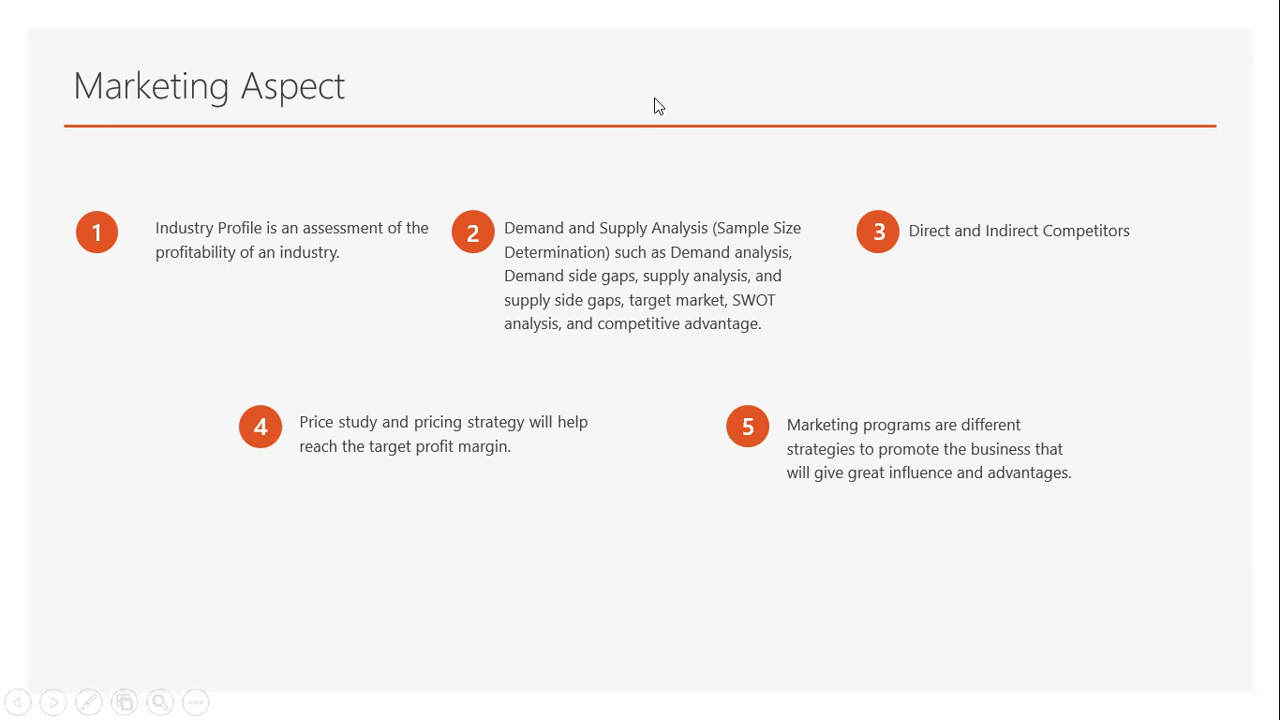 Marketing Aspect
1
Industry Profile is an assessment of the
profitability of an industry.
2
Demand and Supply Analysis (Sample Size
Determination) such as Demand analysis,
Demand side gaps, supply analysis, and
supply side gaps, target market, SWOT
analysis, and competitive advantage.
3
Direct and Indirect Competitors
4
Price study and pricing strategy will help
reach the target profit margin.
5
Marketing programs are different
strategies to promote the business that
will give great influence and advantages.